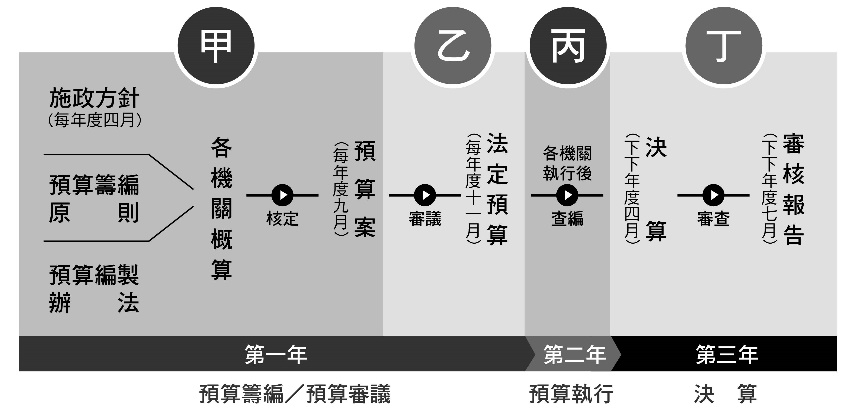 甲
乙
丙
丁
施政方針
(每年度四月)
預算籌編
原則
預算編製
辦法
各機關概算
核定
預算案
(每年度九月)
審議
法定預算
(每年度十一月)
各機關
執行後
查編
決算
(下下年度四月)
審查
審核報告
(下下年度七月)
第一年
第二年
第三年
預算籌編／預算審議
預算執行
決算